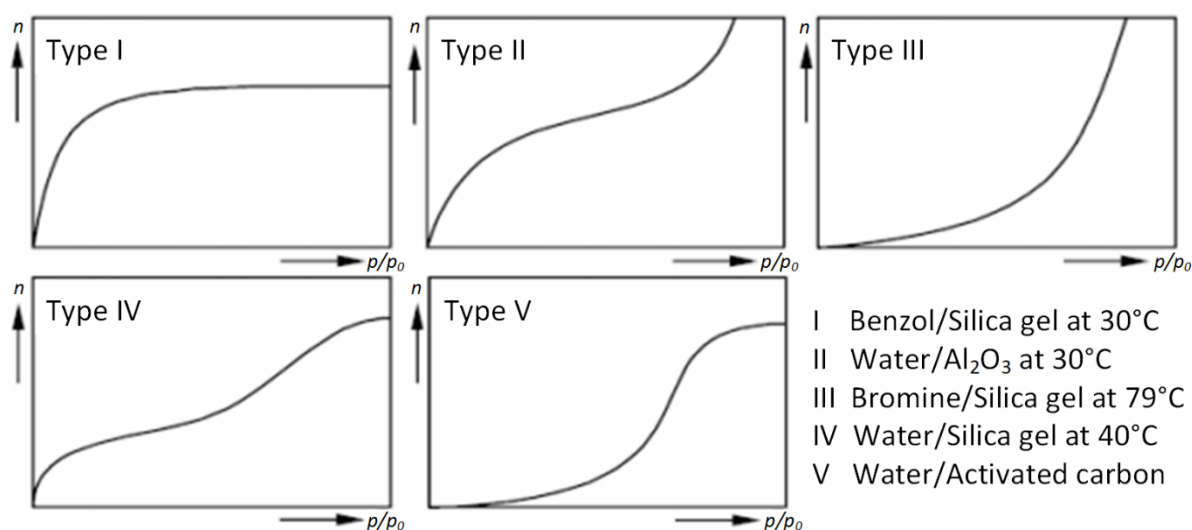 n
Type I
p/p₀
n
Type II
p/p₀
n
Type III
p/p₀
n
Type IV
p/p₀
n
Type V
p/p₀
I Benzol/Silica gel at 30°C
II Water/Al₂O₃ at 30°C
III Bromine/Silica gel at 79°C
IV Water/Silica gel at 40°C
V Water/Activated carbon